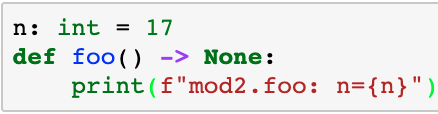 n: int = 17
def foo() -> None:
    print(f"mod2.foo: n={n}")